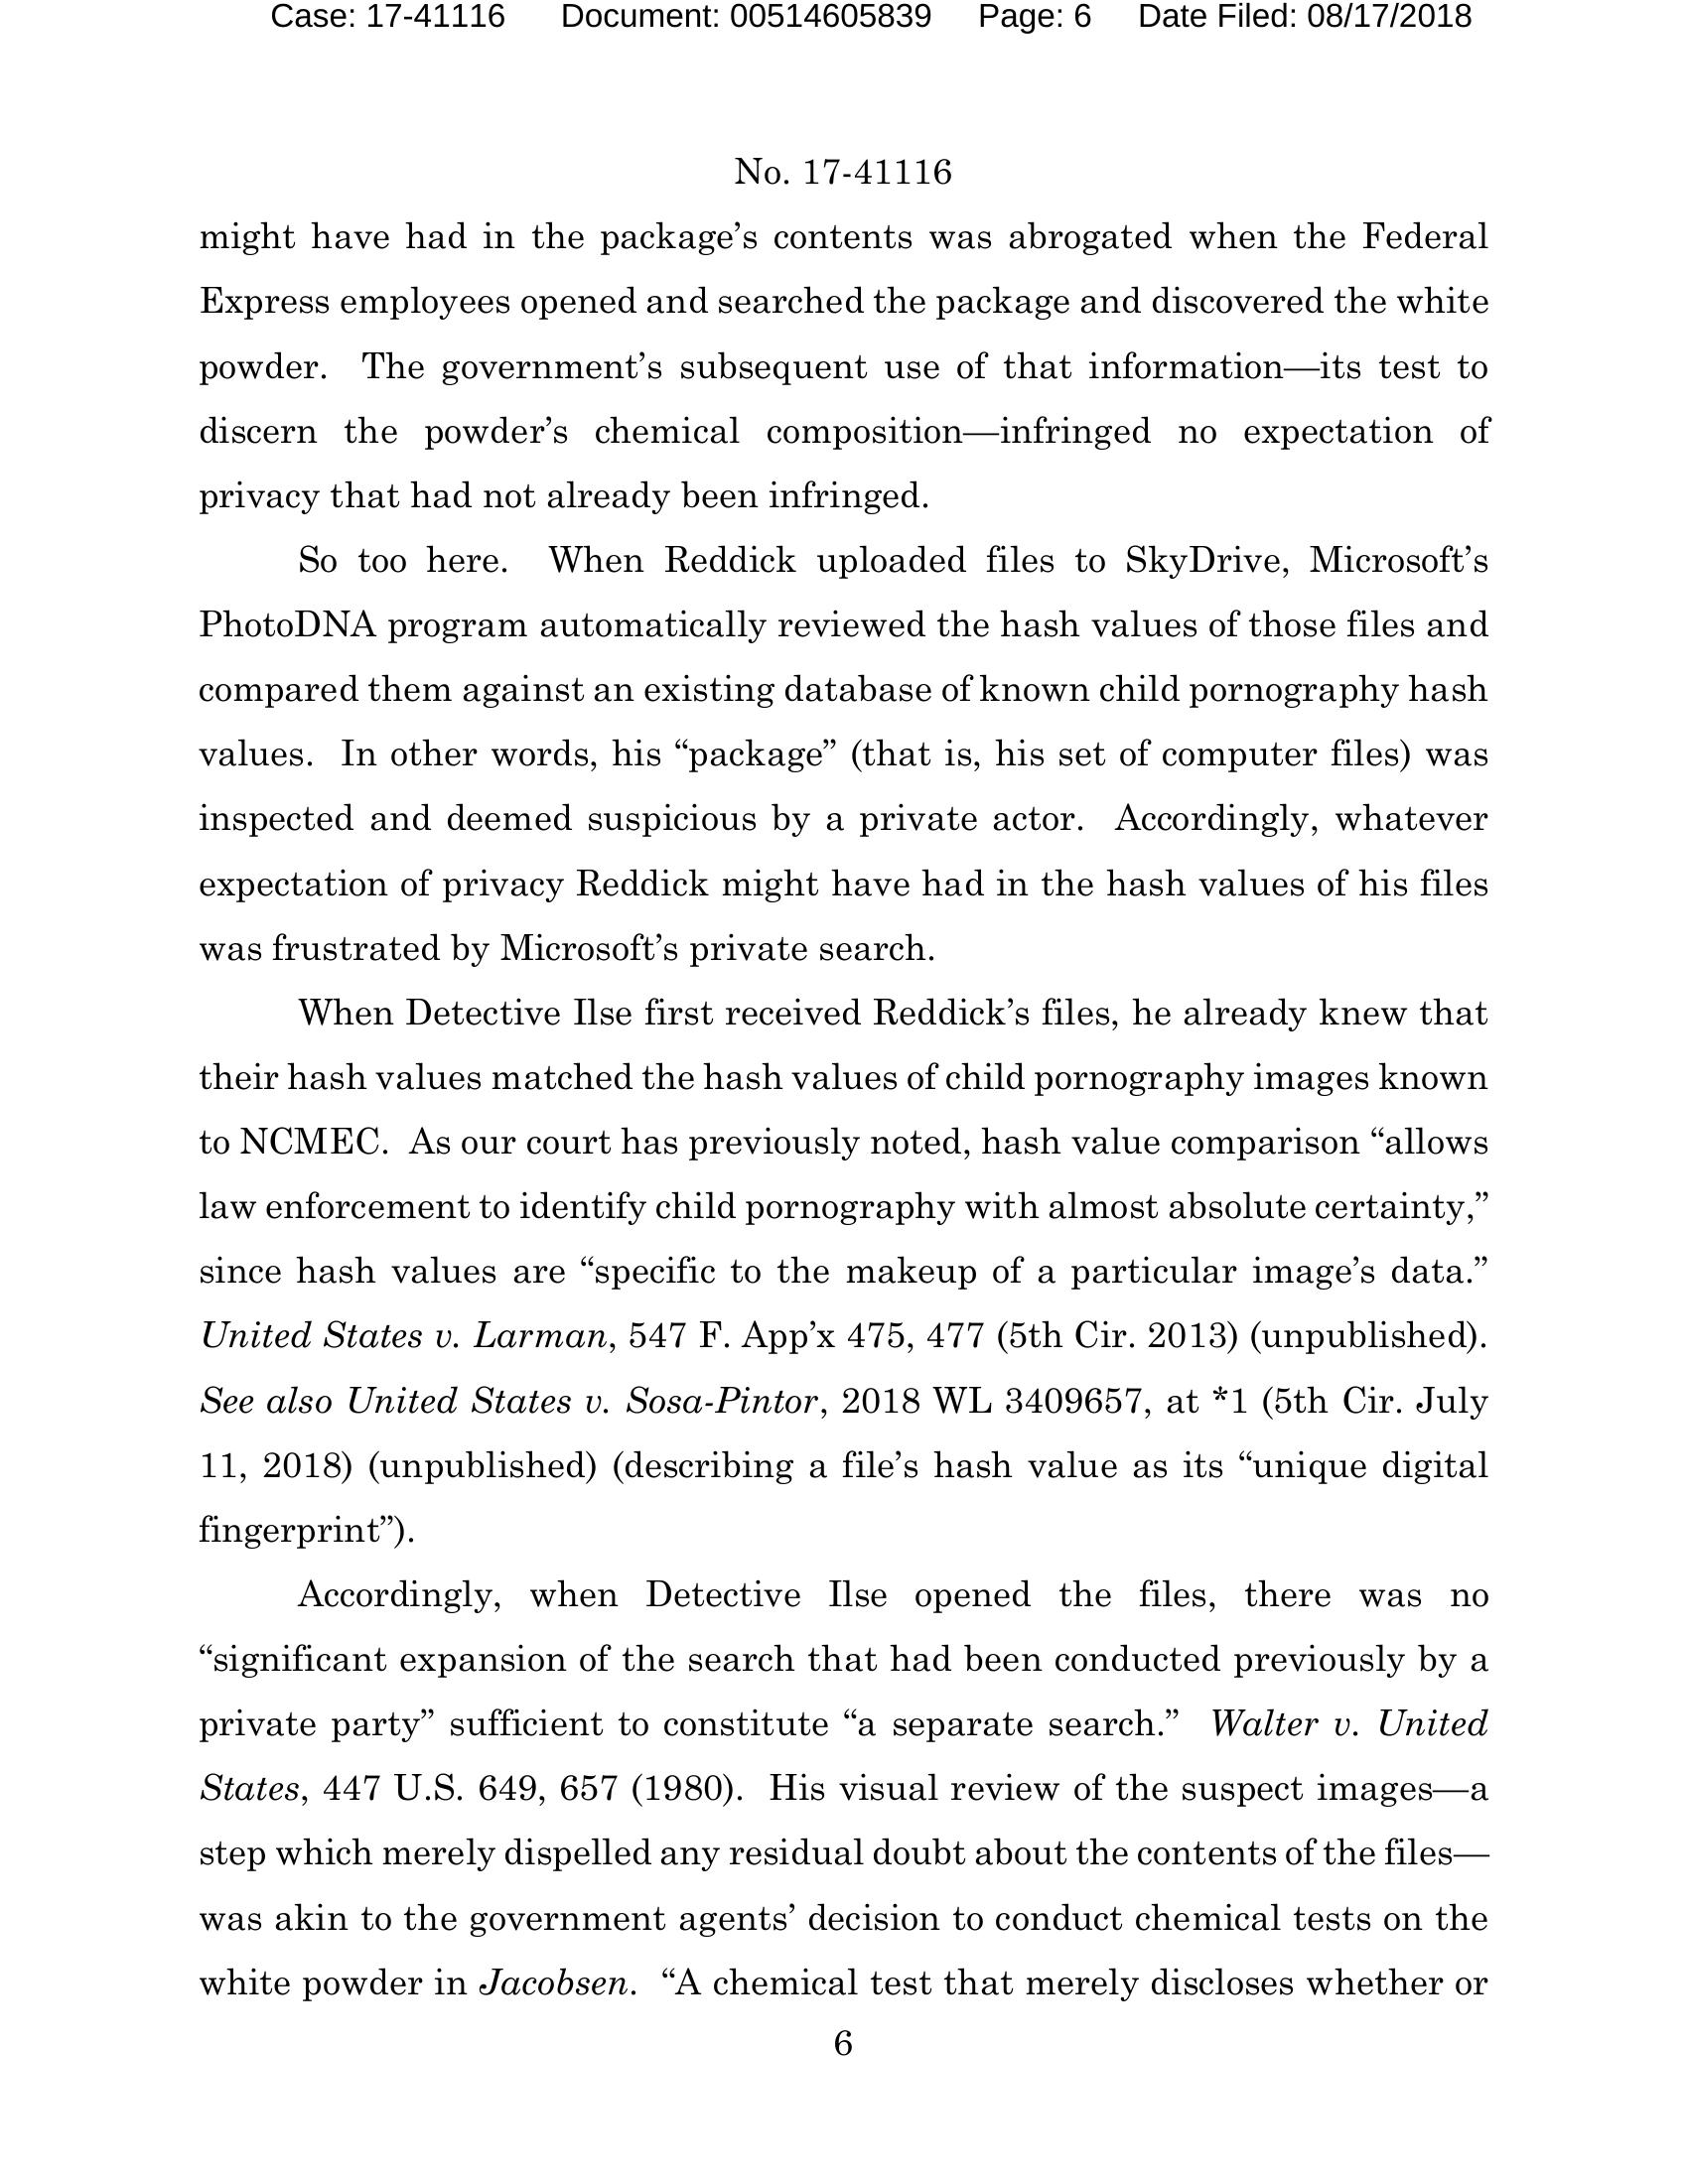 Case: 17-41116 Document: 00514605839 Page: 6 Date Filed: 08/17/2018
No. 17-41116
might have had in the package’s contents was abrogated when the Federal
Express employees opened and searched the package and discovered the white
powder. The government’s subsequent use of that information—its test to
discern the powder’s chemical composition—infringed no expectation of
privacy that had not already been infringed.
So too here. When Reddick uploaded files to SkyDrive, Microsoft’s
PhotoDNA program automatically reviewed the hash values of those files and
compared them against an existing database of known child pornography hash
values. In other words, his “package” (that is, his set of computer files) was
inspected and deemed suspicious by a private actor. Accordingly, whatever
expectation of privacy Reddick might have had in the hash values of his files
was frustrated by Microsoft’s private search.
When Detective Ilse first received Reddick’s files, he already knew that
their hash values matched the hash values of child pornography images known
to NCMEC. As our court has previously noted, hash value comparison “allows
law enforcement to identify child pornography with almost absolute certainty,”
since hash values are “specific to the makeup of a particular image’s data.”
United States v. Larman, 547 F. App’x 475, 477 (5th Cir. 2013) (unpublished).
See also United States v. Sosa-Pintor, 2018 WL 3409657, at *1 (5th Cir. July
11, 2018) (unpublished) (describing a file’s hash value as its “unique digital
fingerprint”).
Accordingly, when Detective Ilse opened the files, there was no
“significant expansion of the search that had been conducted previously by a
private party” sufficient to constitute “a separate search.” Walter v. United
States, 447 U.S. 649, 657 (1980). His visual review of the suspect images—a
step which merely dispelled any residual doubt about the contents of the files—
was akin to the government agents’ decision to conduct chemical tests on the
white powder in Jacobsen. “A chemical test that merely discloses whether or
6